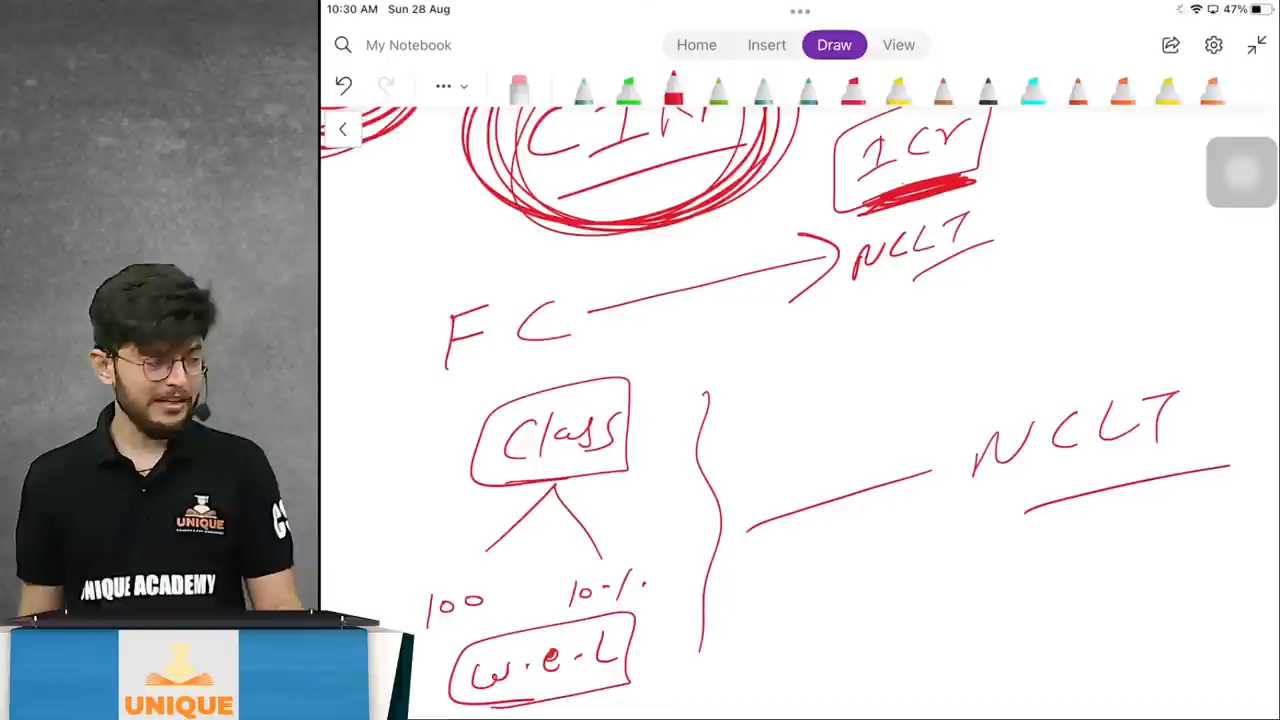 10:30 AM Sun 28 Aug
47%
My Notebook
Home Insert Draw View
CIRP
ICR
NCLT
FC
Class
NCLT
100 10%
w.e.L
UNIQUE
UNIQUE ACADEMY
UNIQUE